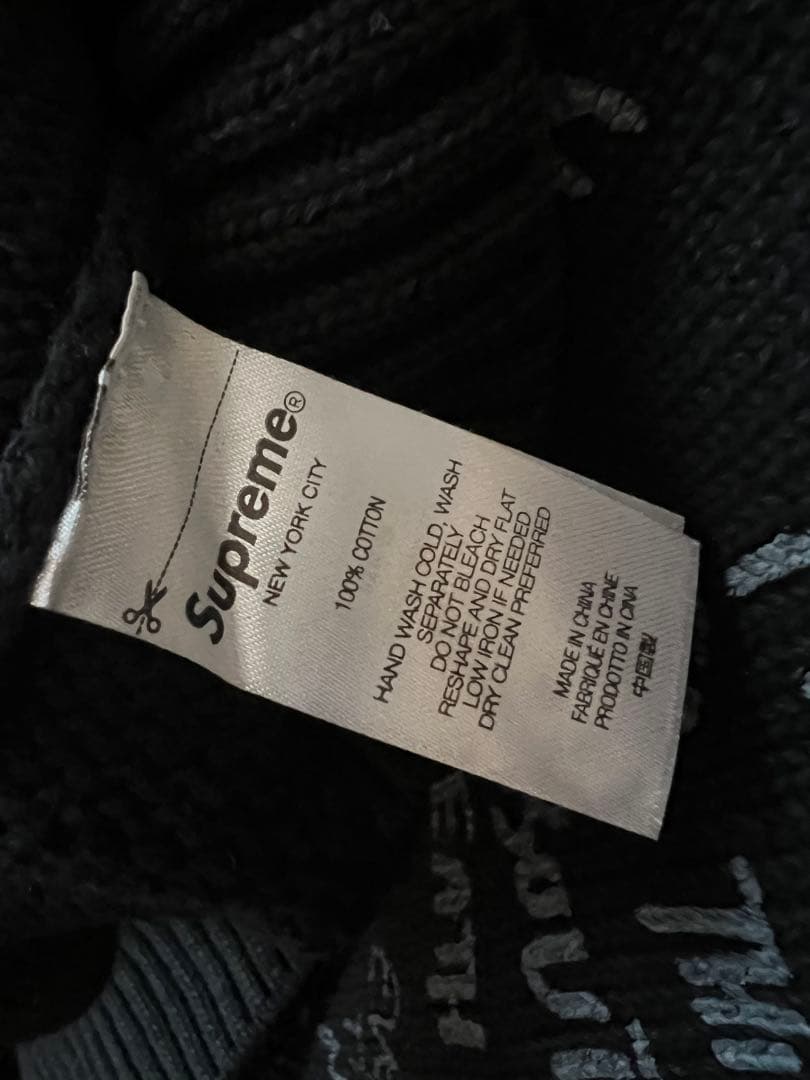 Supreme®
NEW YORK CITY
100% COTTON
HAND WASH COLD, WASH
SEPARATELY
DO NOT BLEACH
RESHAPE AND DRY FLAT
LOW IRON IF NEEDED
DRY CLEAN PREFERRED
MADE IN CHINA
FABRIQUÉ EN CHINE
PRODOTTO IN CINA
中国製